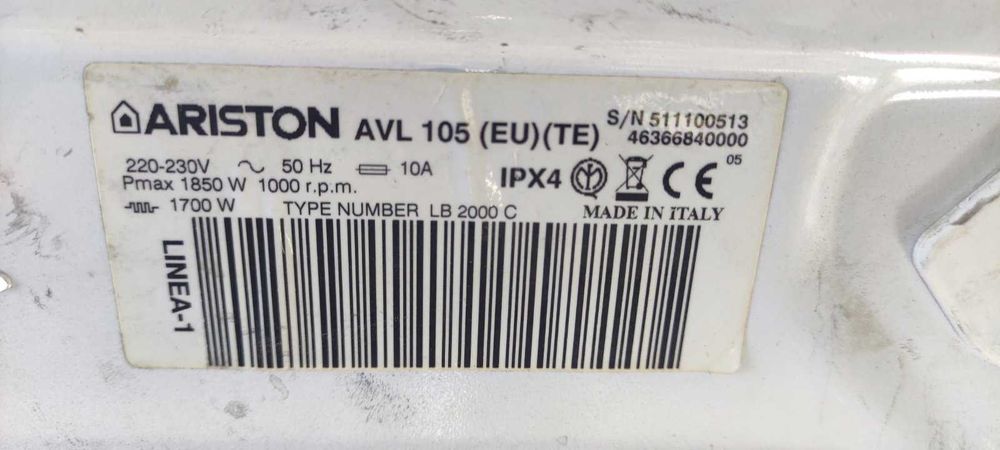 ARISTON AVL 105 (EU)(TE) S/N 511100513
46366840000
220-230V 50 Hz 10A IPX4 CE 05
Pmax 1850 W 1000 r.p.m.
1700 W TYPE NUMBER LB 2000 C MADE IN ITALY
LINEA-1